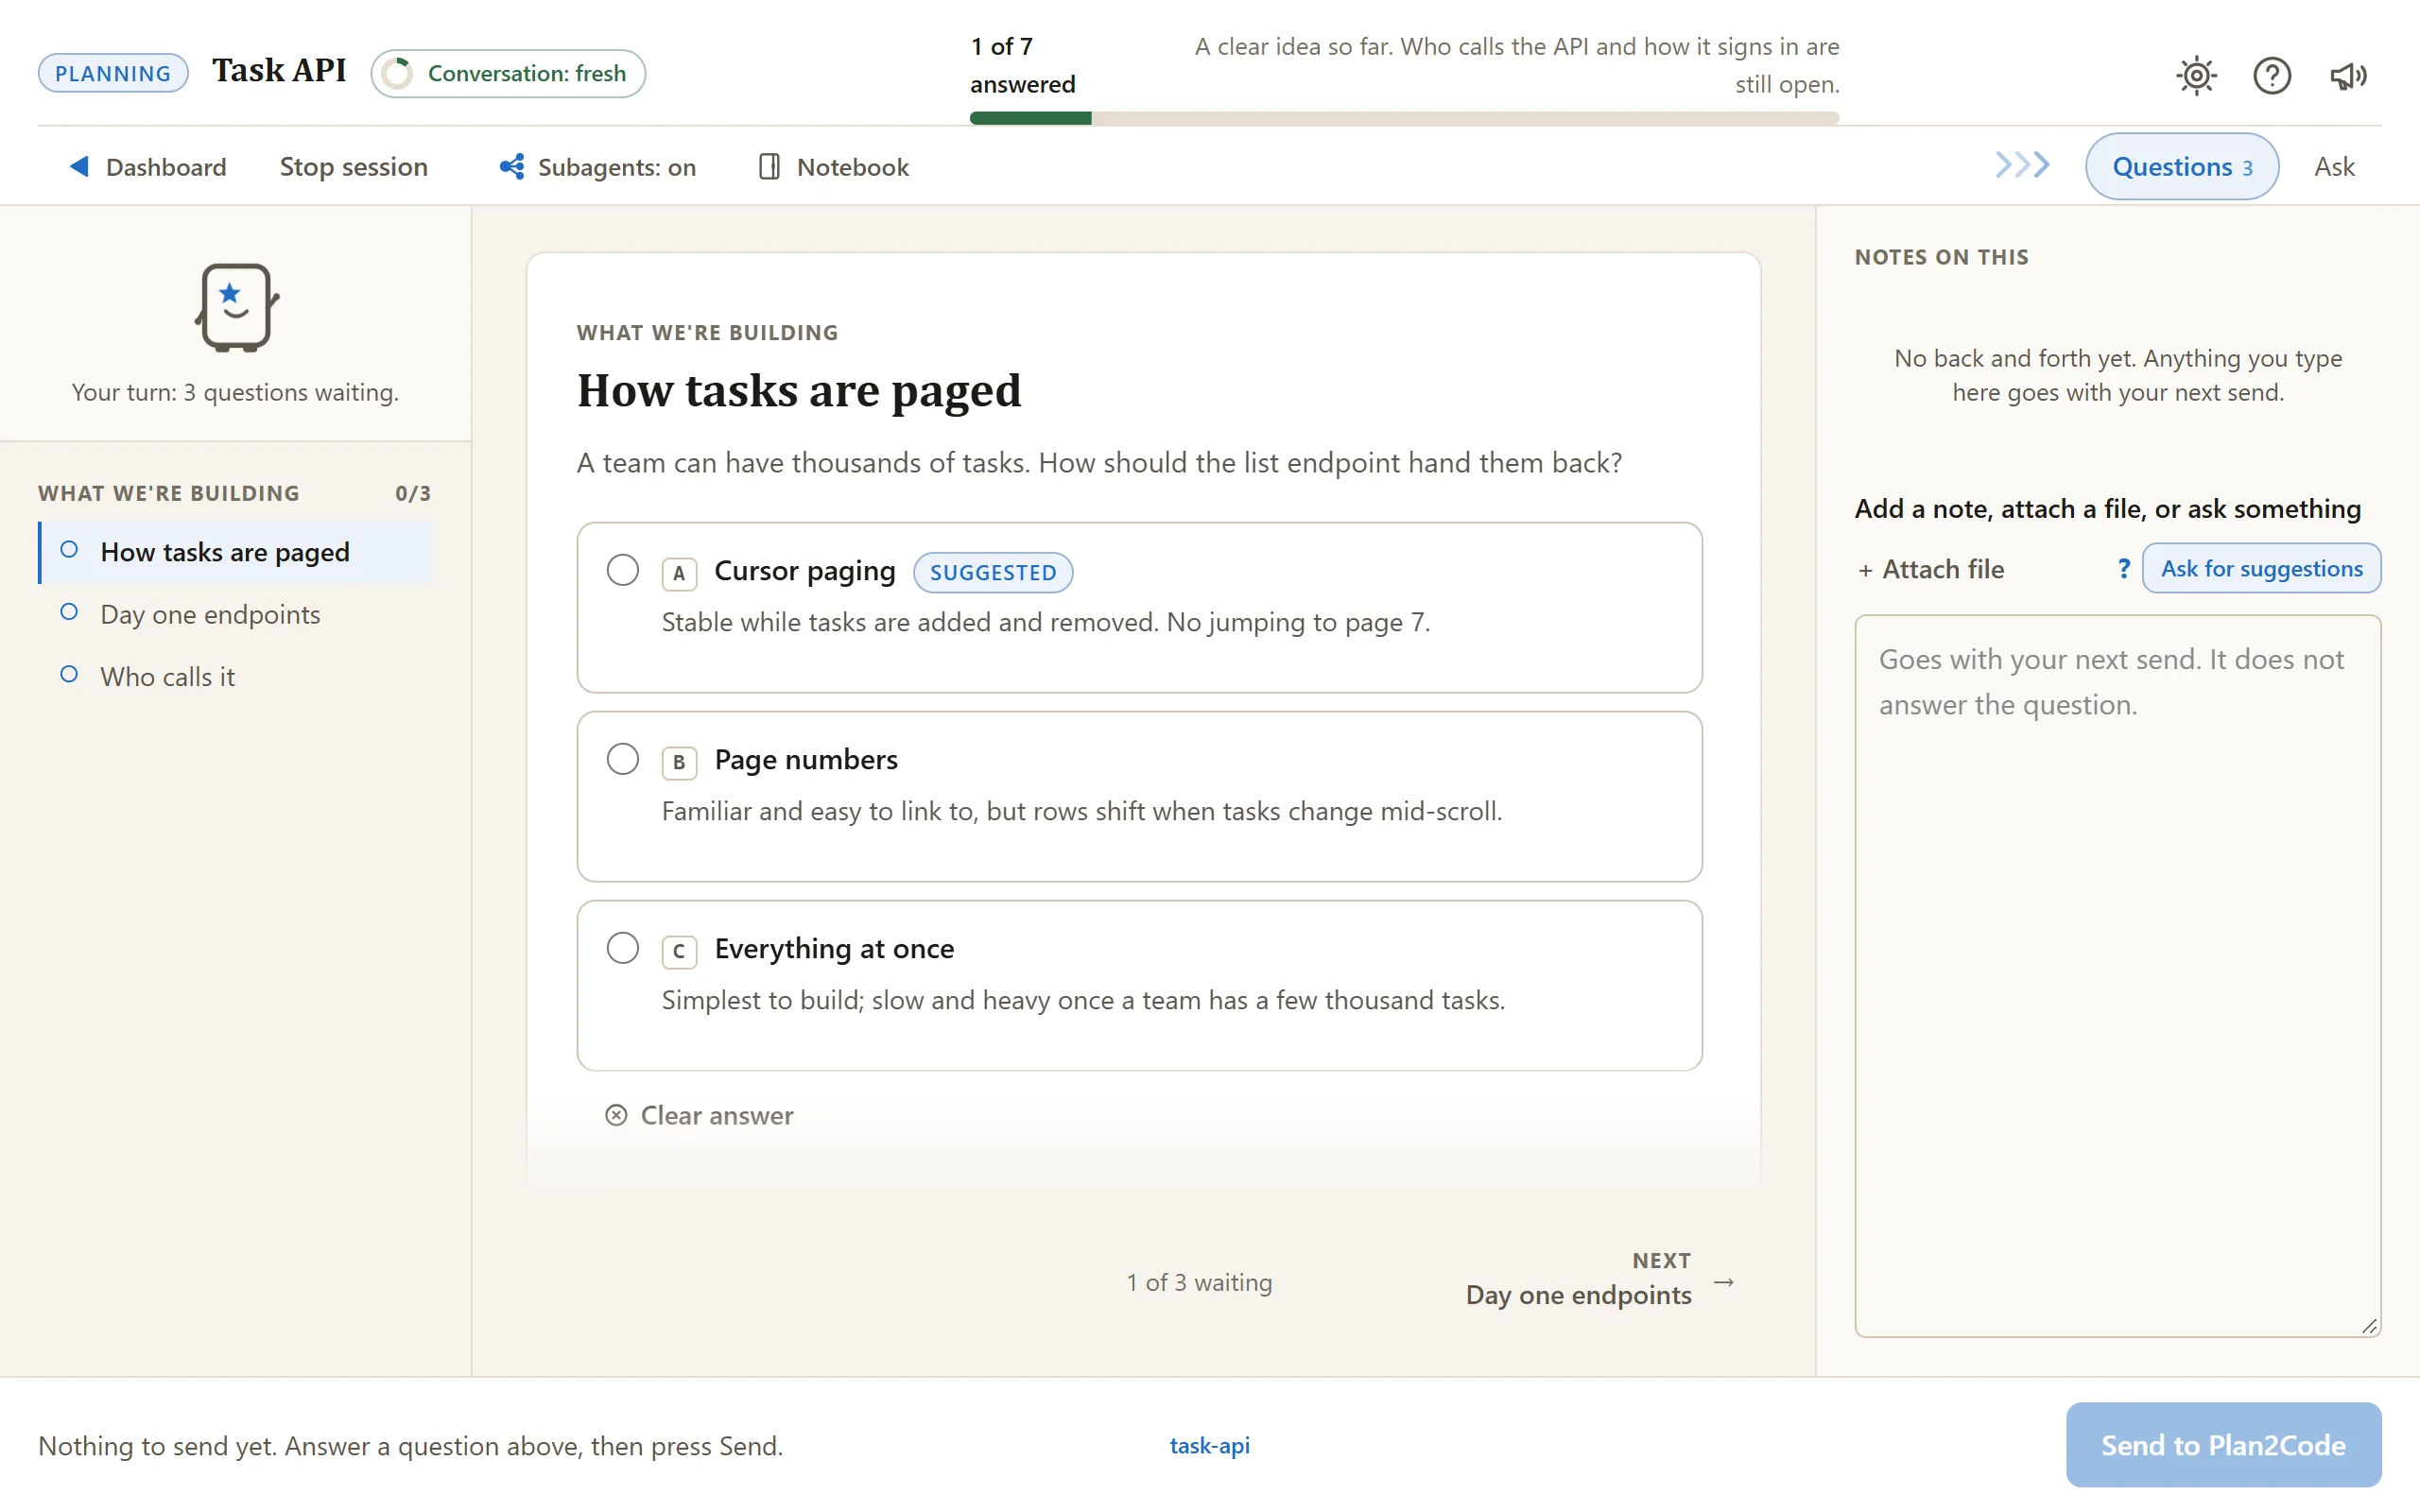 PLANNING
Task API
Conversation: fresh
1 of 7
answered
A clear idea so far. Who calls the API and how it signs in are
still open.
Dashboard
Stop session
Subagents: on
Notebook
Questions 3
Ask
Your turn: 3 questions waiting.
WHAT WE'RE BUILDING 0/3
How tasks are paged
Day one endpoints
Who calls it
WHAT WE'RE BUILDING
How tasks are paged
A team can have thousands of tasks. How should the list endpoint hand them back?
A Cursor paging SUGGESTED
Stable while tasks are added and removed. No jumping to page 7.
B Page numbers
Familiar and easy to link to, but rows shift when tasks change mid-scroll.
C Everything at once
Simplest to build; slow and heavy once a team has a few thousand tasks.
Clear answer
1 of 3 waiting
NEXT
Day one endpoints →
NOTES ON THIS
No back and forth yet. Anything you type
here goes with your next send.
Add a note, attach a file, or ask something
+ Attach file
? Ask for suggestions
Goes with your next send. It does not
answer the question.
Nothing to send yet. Answer a question above, then press Send.
task-api
Send to Plan2Code